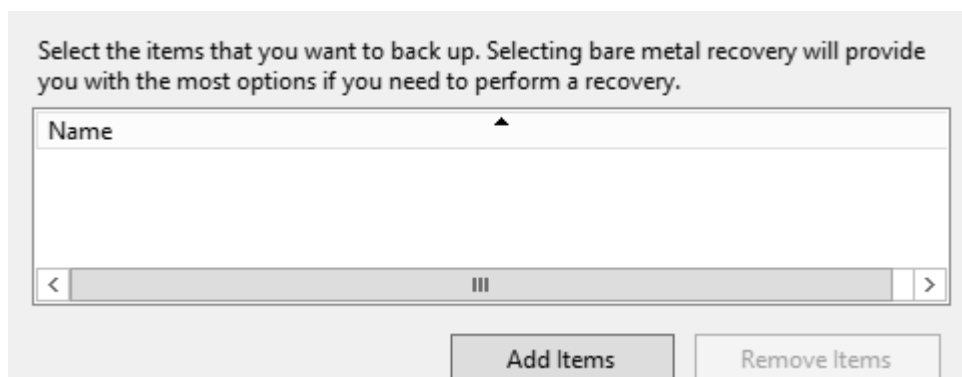 Select the items that you want to back up. Selecting bare metal recovery will provide
you with the most options if you need to perform a recovery.
Name
Add Items
Remove Items